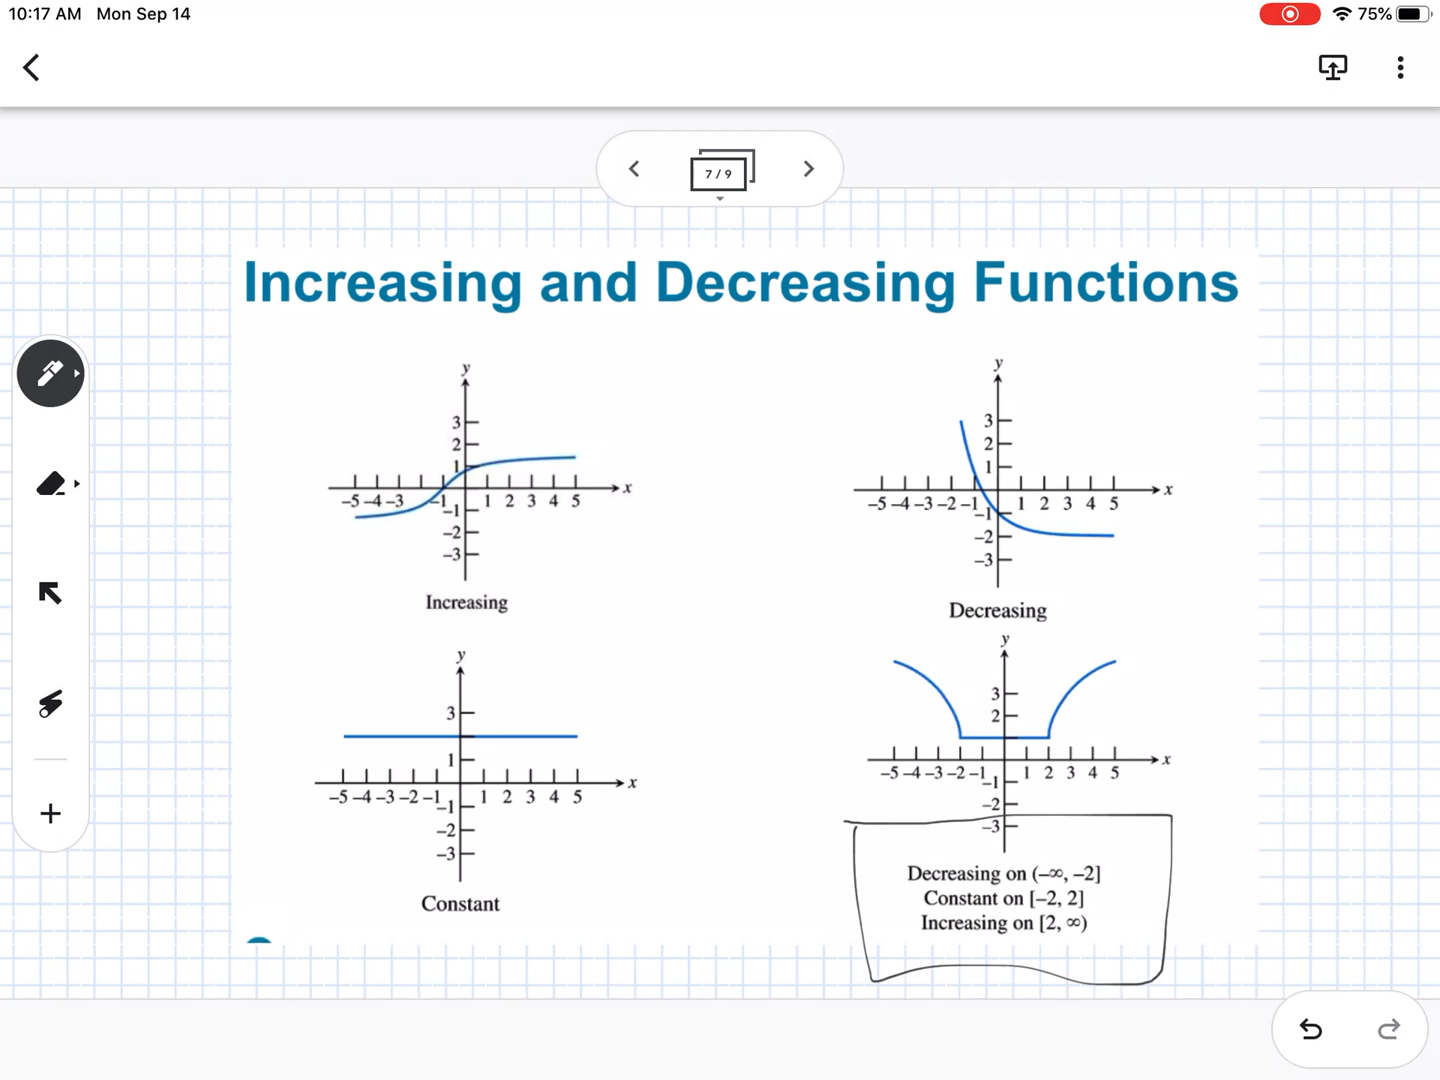 10:17 AM Mon Sep 14
75%
7 / 9
Increasing and Decreasing Functions
y
3
2
1
x
−5 −4 −3 −1 1 2 3 4 5
−1
−2
−3
Increasing
y
3
2
1
x
−5 −4 −3 −2 −1 1 2 3 4 5
−1
−2
−3
Decreasing
y
3
1
x
−5 −4 −3 −2 −1 1 2 3 4 5
−1
−2
−3
Constant
y
3
2
x
−5 −4 −3 −2 −1 1 2 3 4 5
−1
−2
−3
Decreasing on (−∞, −2]
Constant on [−2, 2]
Increasing on [2, ∞)